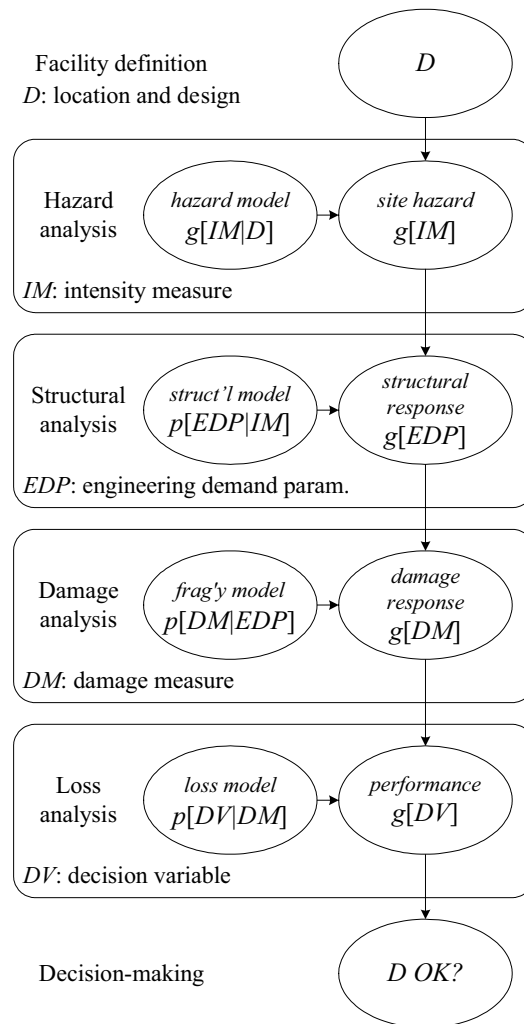 Facility definition
D: location and design
D
Hazard
analysis
hazard model
g[IM|D]
site hazard
g[IM]
IM: intensity measure
Structural
analysis
struct'l model
p[EDP|IM]
structural
response
g[EDP]
EDP: engineering demand param.
Damage
analysis
frag'y model
p[DM|EDP]
damage
response
g[DM]
DM: damage measure
Loss
analysis
loss model
p[DV|DM]
performance
g[DV]
DV: decision variable
Decision-making
D OK?